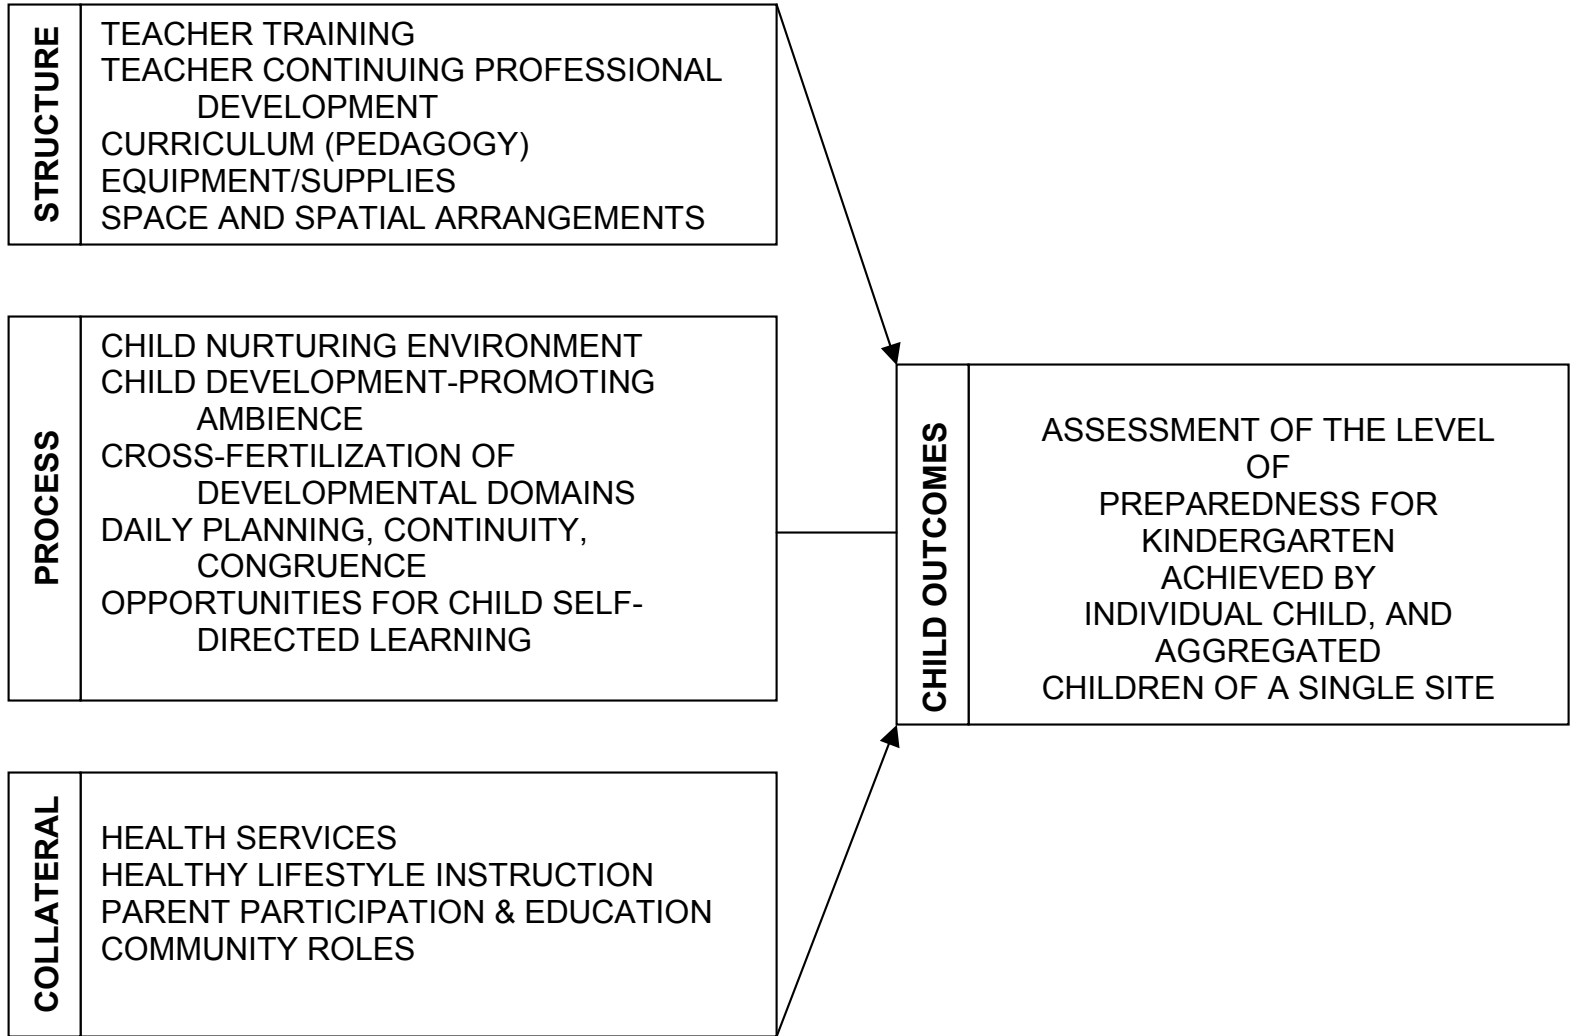 STRUCTURE
TEACHER TRAINING
TEACHER CONTINUING PROFESSIONAL
DEVELOPMENT
CURRICULUM (PEDAGOGY)
EQUIPMENT/SUPPLIES
SPACE AND SPATIAL ARRANGEMENTS
PROCESS
CHILD NURTURING ENVIRONMENT
CHILD DEVELOPMENT-PROMOTING
AMBIENCE
CROSS-FERTILIZATION OF
DEVELOPMENTAL DOMAINS
DAILY PLANNING, CONTINUITY,
CONGRUENCE
OPPORTUNITIES FOR CHILD SELF-
DIRECTED LEARNING
COLLATERAL
HEALTH SERVICES
HEALTHY LIFESTYLE INSTRUCTION
PARENT PARTICIPATION & EDUCATION
COMMUNITY ROLES
CHILD OUTCOMES
ASSESSMENT OF THE LEVEL
OF
PREPAREDNESS FOR
KINDERGARTEN
ACHIEVED BY
INDIVIDUAL CHILD, AND
AGGREGATED
CHILDREN OF A SINGLE SITE